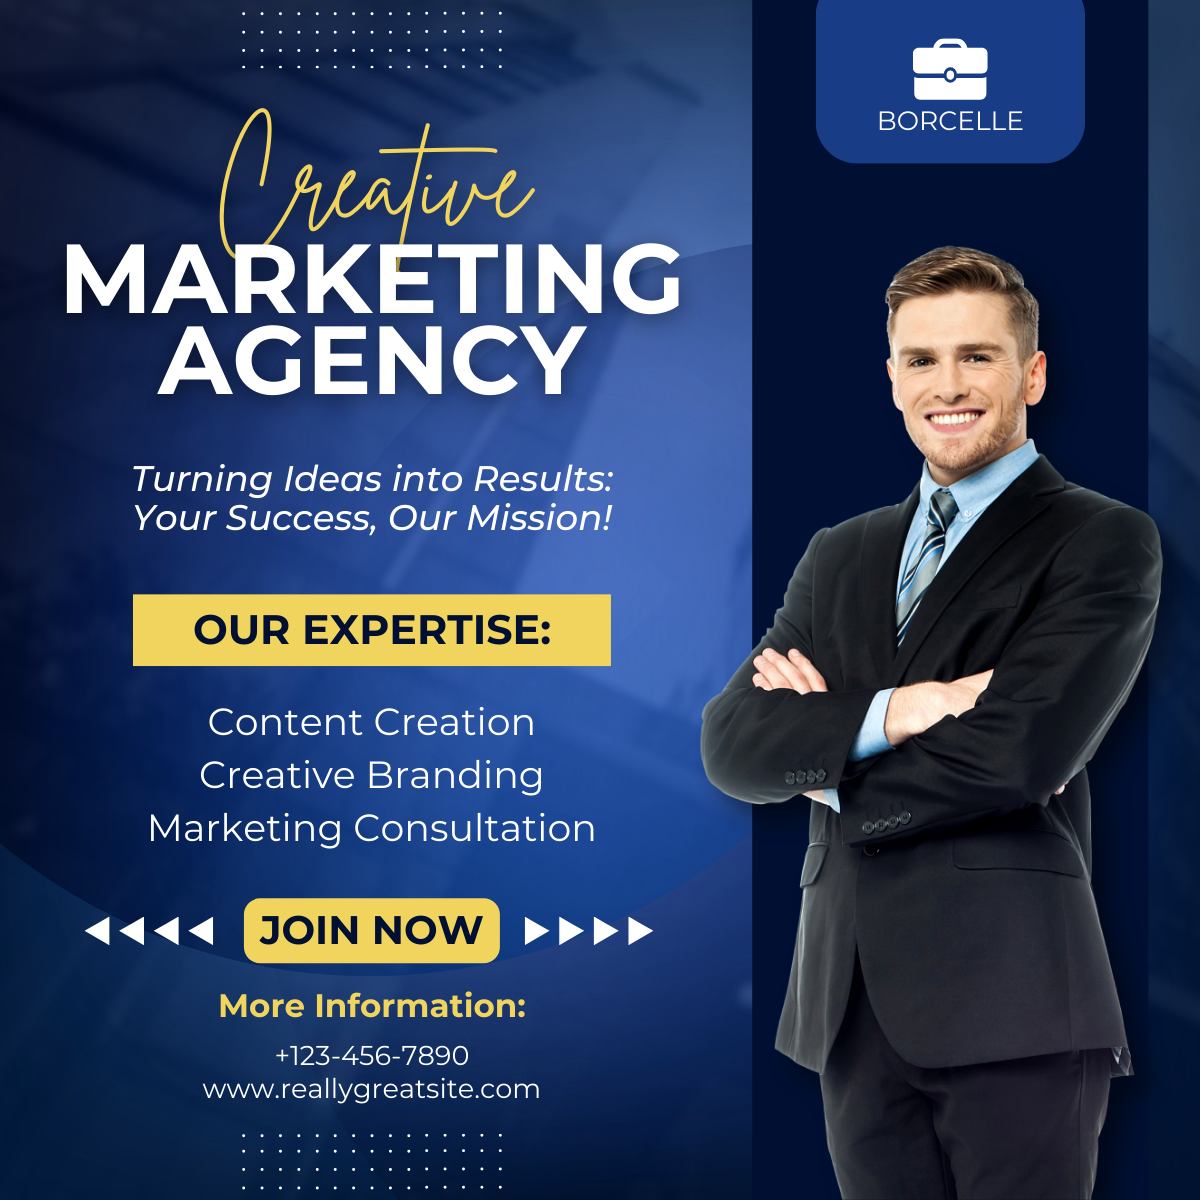 BORCELLE
Creative
MARKETING
AGENCY
Turning Ideas into Results:
Your Success, Our Mission!
OUR EXPERTISE:
Content Creation
Creative Branding
Marketing Consultation
JOIN NOW
More Information:
+123-456-7890
www.reallygreatsite.com